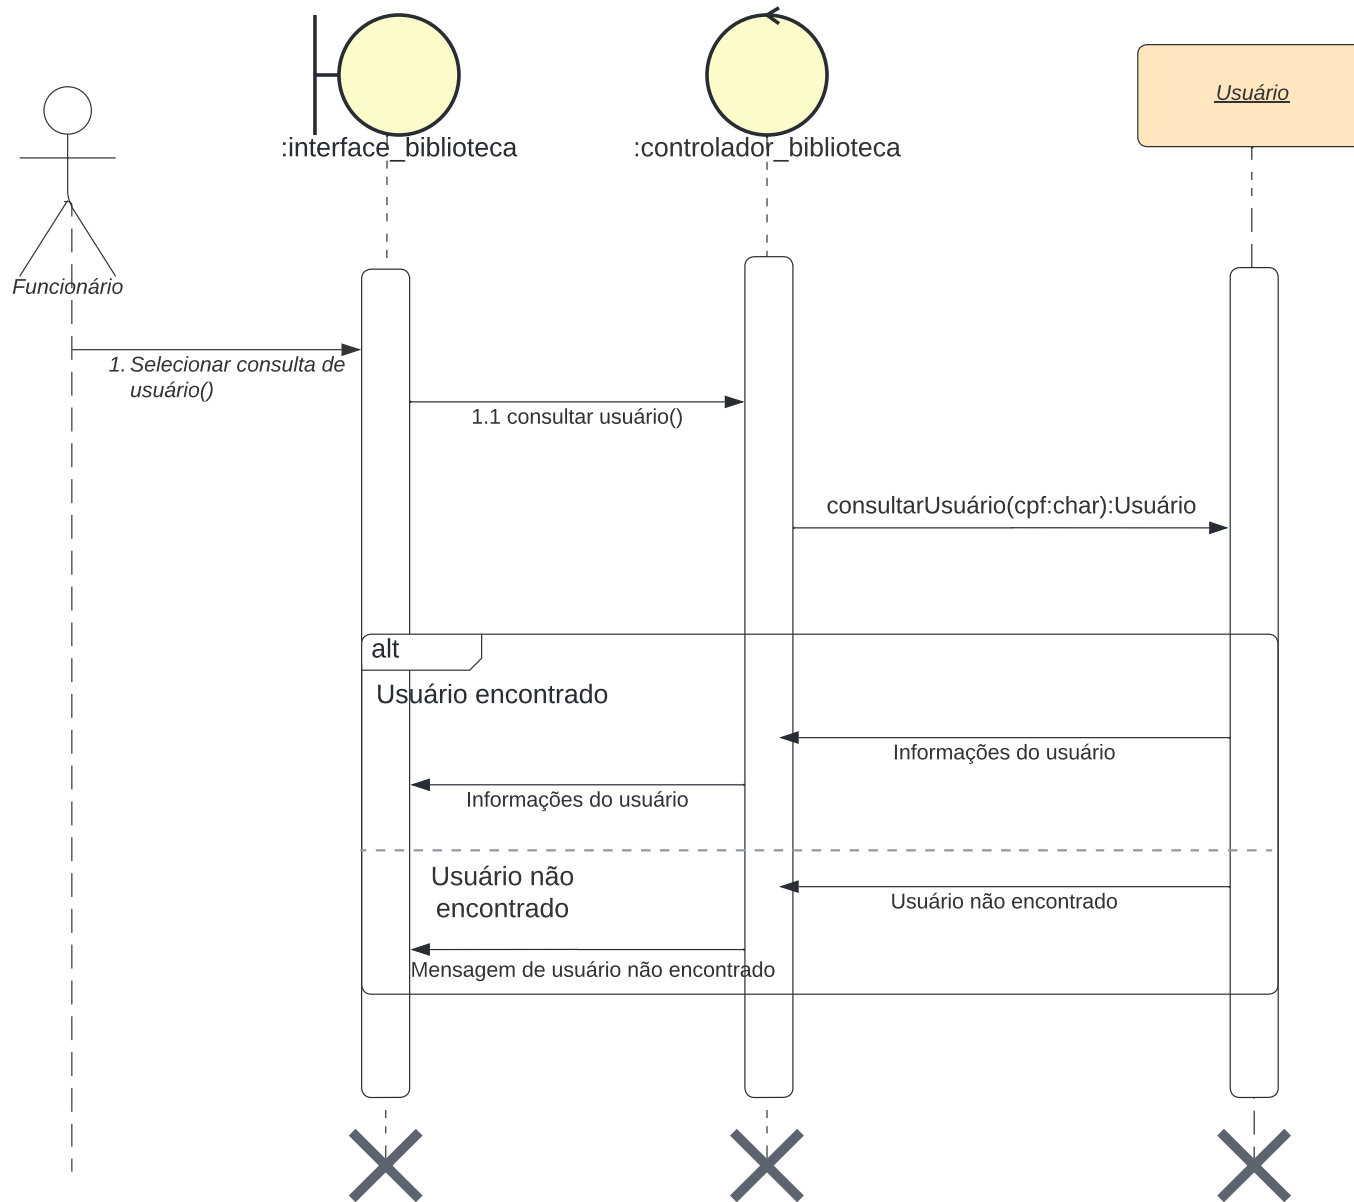 Usuário
:interface_biblioteca
:controlador_biblioteca
Funcionário
1. Selecionar consulta de
usuário()
1.1 consultar usuário()
consultarUsuário(cpf:char):Usuário
alt
Usuário encontrado
Informações do usuário
Informações do usuário
Usuário não
encontrado
Usuário não encontrado
Mensagem de usuário não encontrado